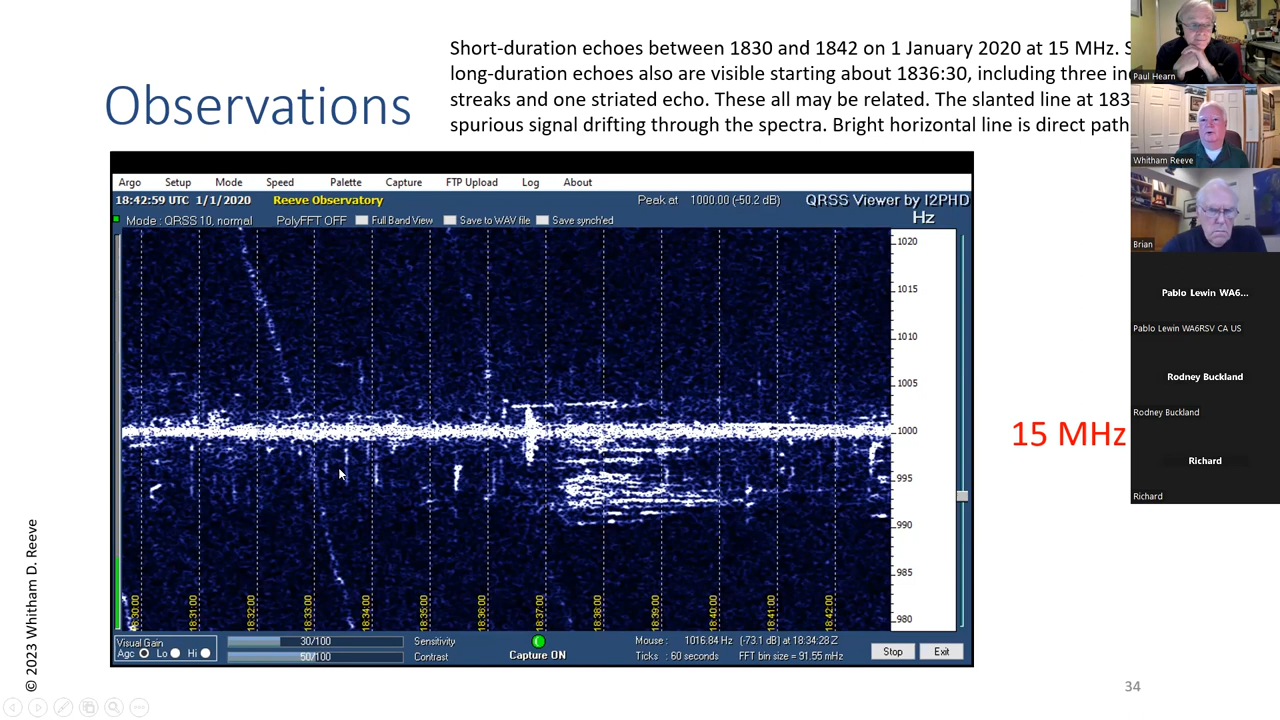 Observations
Short-duration echoes between 1830 and 1842 on 1 January 2020 at 15 MHz.
long-duration echoes also are visible starting about 1836:30, including three
streaks and one striated echo. These all may be related. The slanted line at
spurious signal drifting through the spectra. Bright horizontal line is direct path
Argo Setup Mode Speed Palette Capture FTP Upload Log About
18:42:59 UTC 1/1/2020 Reeve Observatory Peak at 1000.00 (-50.2 dB) QRSS Viewer by I2PHD
Mode : QRSS 10, normal PolyFFT OFF Full Band View Save to WAV file Save synch'ed Hz
1020
1015
1010
1005
1000
995
990
985
980
18:31:00
18:32:00
18:33:00
18:34:00
18:35:00
18:36:00
18:37:00
18:38:00
18:39:00
18:40:00
18:41:00
18:42:00
Visual Gain
Agc Lo Hi
30/100 Sensitivity
50/100 Contrast
Capture ON
Mouse : 1016.84 Hz (-73.1 dB) at 18:34:28 Z
Ticks : 60 seconds FFT bin size = 91.55 mHz
Stop Exit
15 MHz
© 2023 Whitham D. Reeve
34
Paul Hearn
Whitham Reeve
Brian
Pablo Lewin WA6...
Pablo Lewin WA6RSV CA US
Rodney Buckland
Rodney Buckland
Richard
Richard